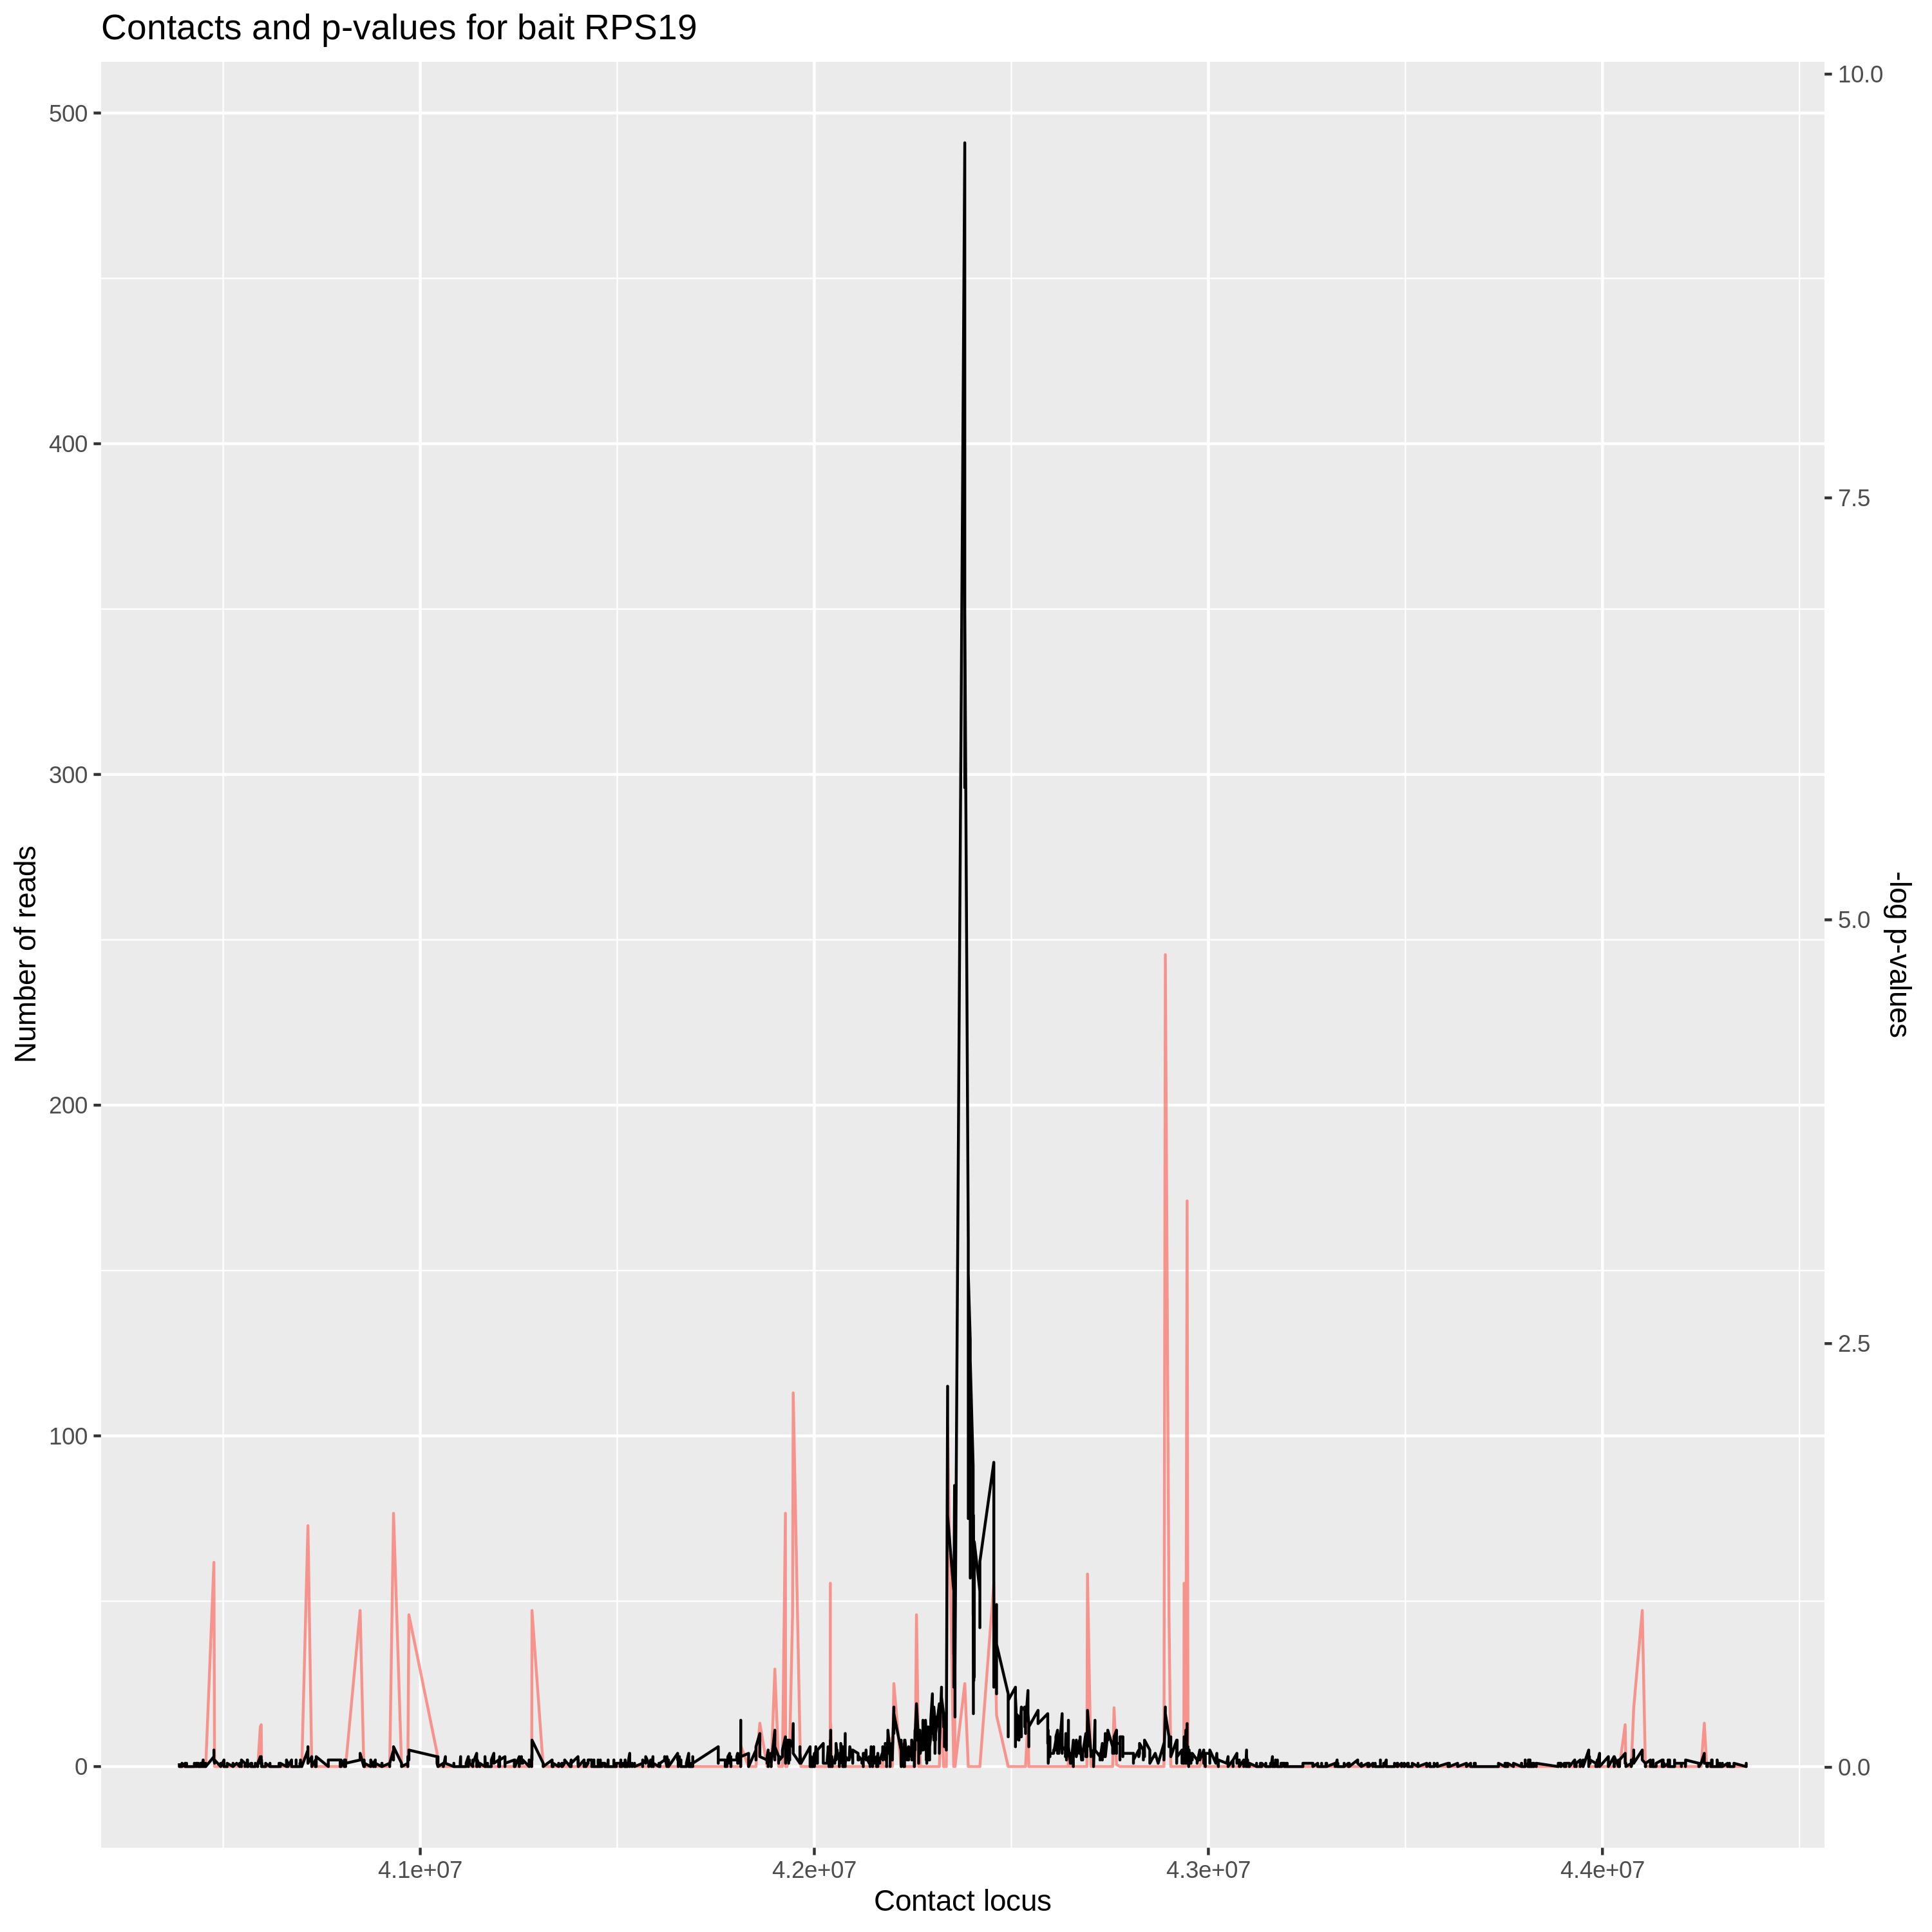 Contacts and p-values for bait RPS19
500
400
300
200
100
0
Number of reads
10.0
7.5
5.0
2.5
0.0
-log p-values
4.1e+07
4.2e+07
4.3e+07
4.4e+07
Contact locus